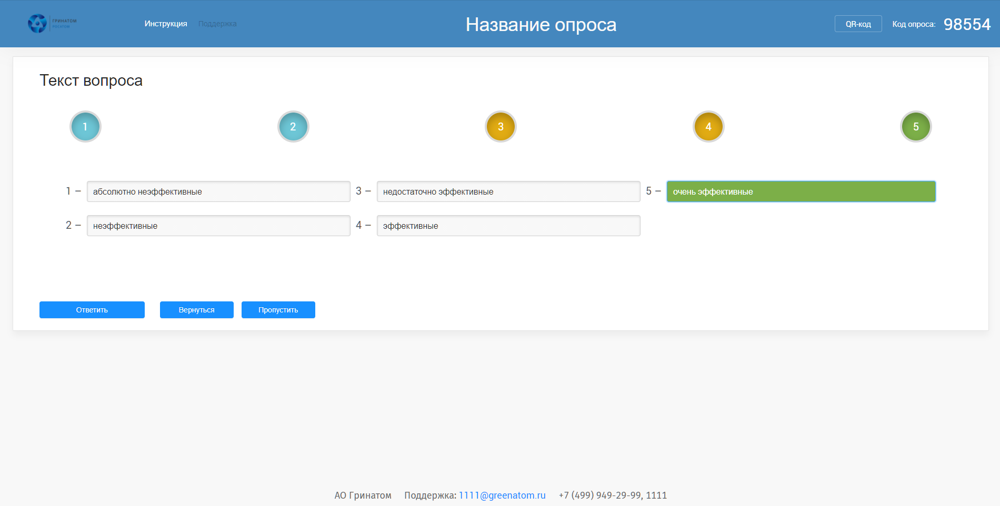 ГРИНАТОМ
РОСАТОМ
Инструкция Поддержка
Название опроса
QR-код Код опроса: 98554
Текст вопроса
1 2 3 4 5
1 – абсолютно неэффективные 3 – недостаточно эффективные 5 – очень эффективные
2 – неэффективные 4 – эффективные
Ответить Вернуться Пропустить
АО Гринатом Поддержка: 1111@greenatom.ru +7 (499) 949-29-99, 1111